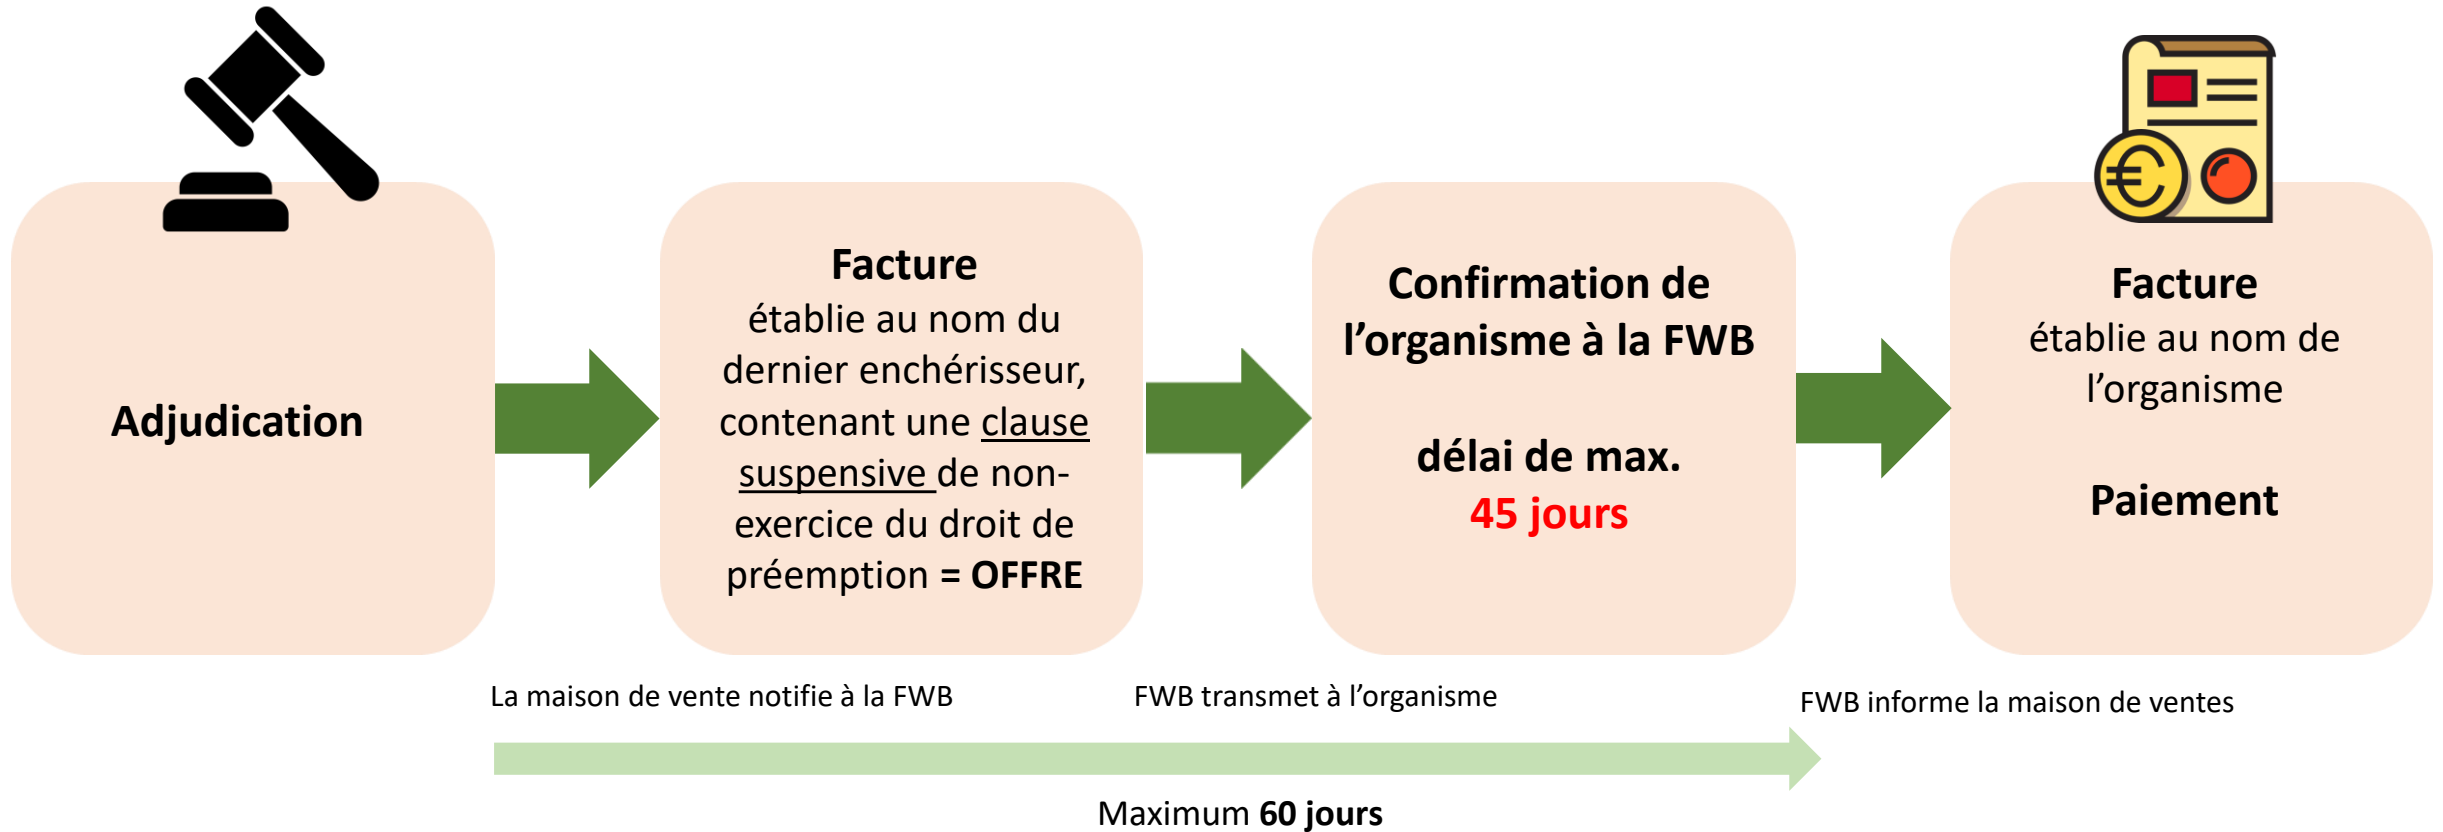 Adjudication
Facture
établie au nom du
dernier enchérisseur,
contenant une clause
suspensive de non-
exercice du droit de
préemption = OFFRE
Confirmation de
l’organisme à la FWB
délai de max.
45 jours
Facture
établie au nom de
l’organisme
Paiement
La maison de vente notifie à la FWB
FWB transmet à l’organisme
FWB informe la maison de ventes
Maximum 60 jours